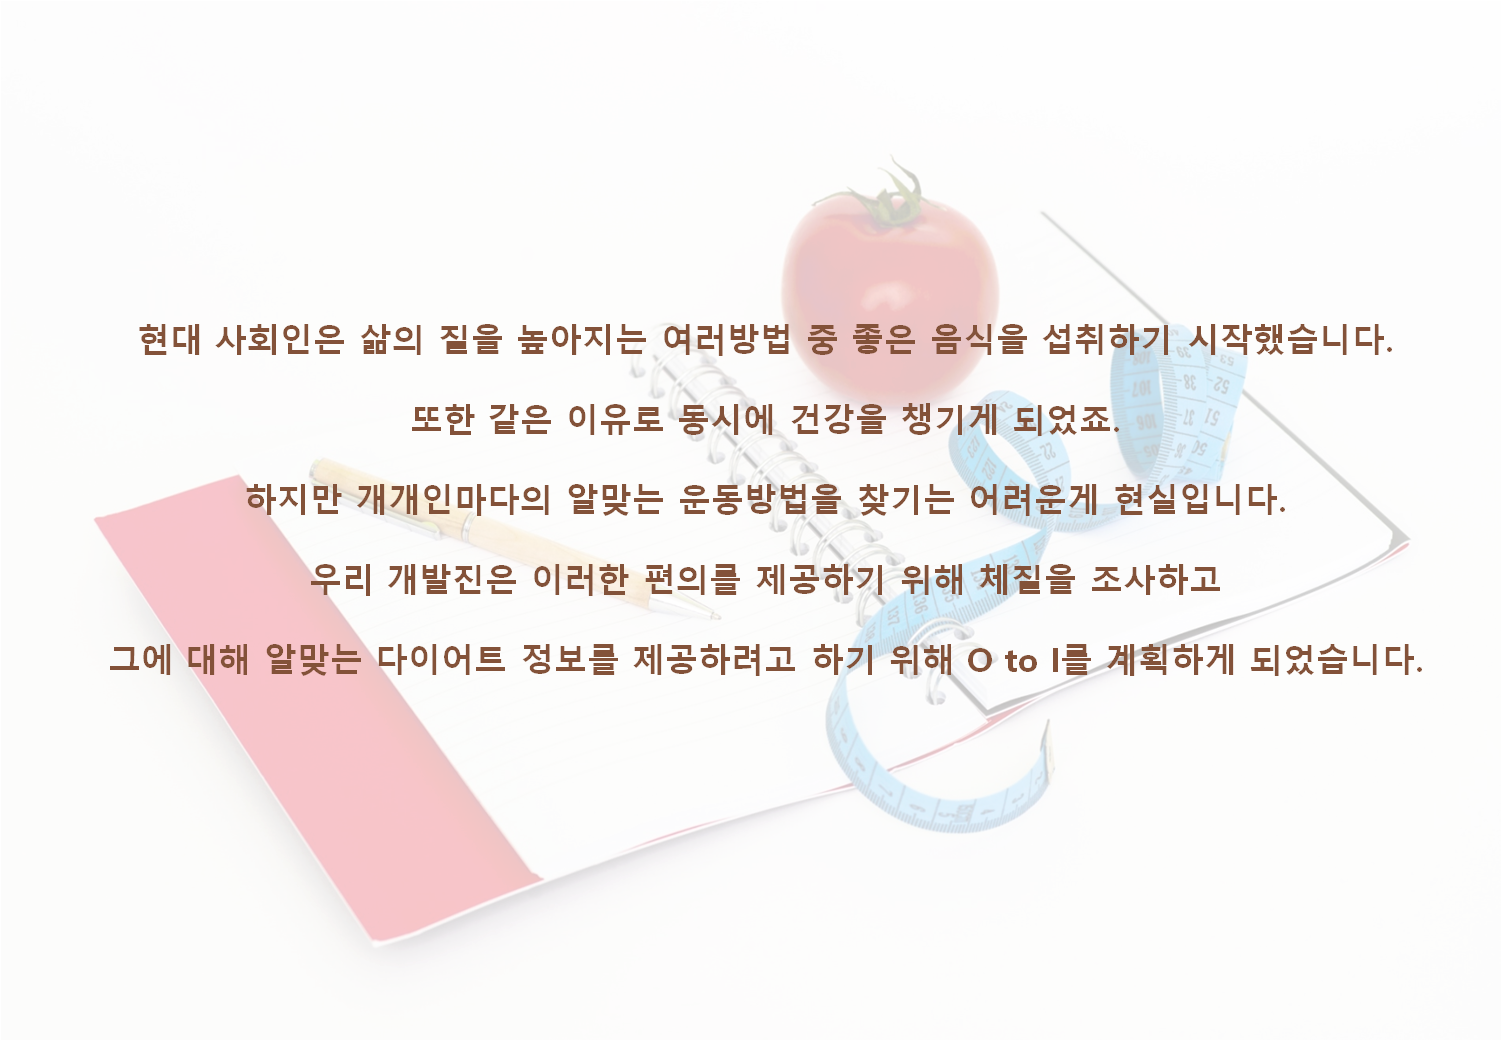 현대 사회인은 삶의 질을 높아지는 여러방법 중 좋은 음식을 섭취하기 시작했습니다.
또한 같은 이유로 동시에 건강을 챙기게 되었죠.
하지만 개개인마다의 알맞는 운동방법을 찾기는 어려운게 현실입니다.
우리 개발진은 이러한 편의를 제공하기 위해 체질을 조사하고
그에 대해 알맞는 다이어트 정보를 제공하려고 하기 위해 O to I를 계획하게 되었습니다.